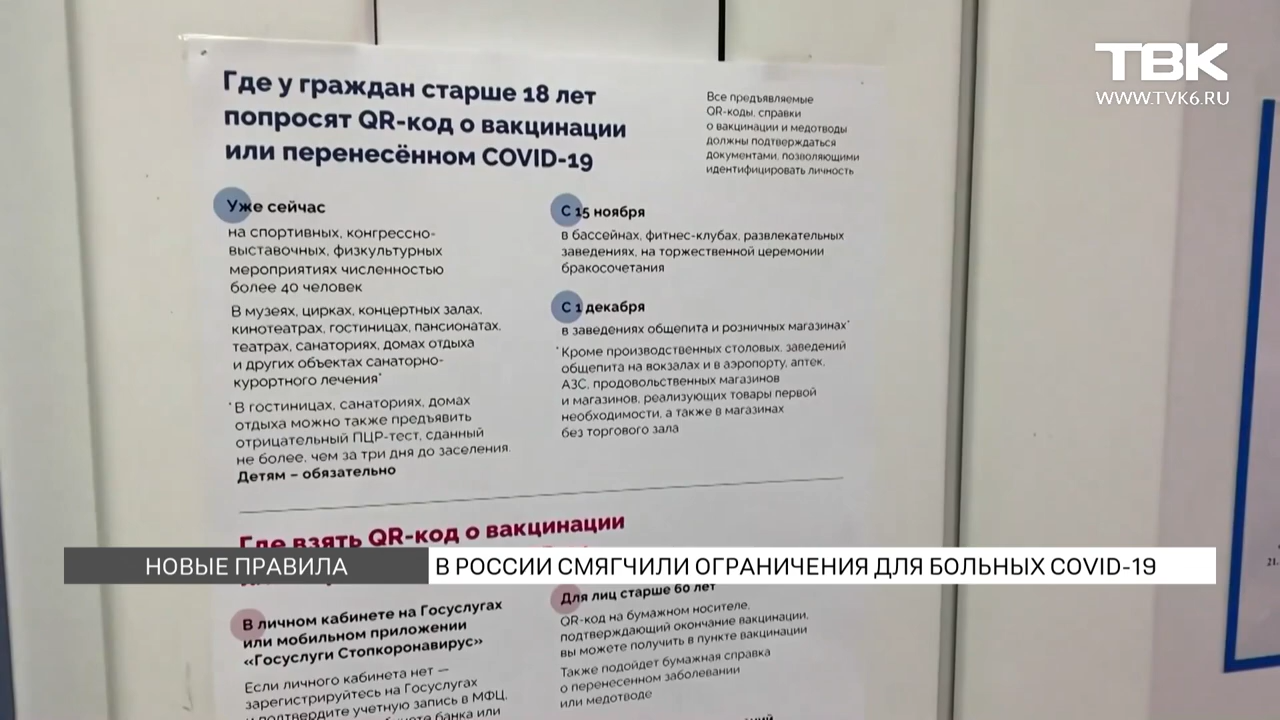 ТВК
WWW.TVK6.RU
Где у граждан старше 18 лет
попросят QR-код о вакцинации
или перенесённом COVID-19
Все предъявляемые
QR-коды, справки
о вакцинации и медотводы
должны подтверждаться
документами, позволяющими
идентифицировать личность
Уже сейчас
на спортивных, конгрессно-
выставочных, физкультурных
мероприятиях численностью
более 40 человек
В музеях, цирках, концертных залах,
кинотеатрах, гостиницах, пансионатах,
театрах, санаториях, домах отдыха
и других объектах санаторно-
курортного лечения*
*В гостиницах, санаториях, домах
отдыха можно также предъявить
отрицательный ПЦР-тест, сданный
не более, чем за три дня до заселения.
Детям – обязательно
С 15 ноября
в бассейнах, фитнес-клубах, развлекательных
заведениях, на торжественной церемонии
бракосочетания
С 1 декабря
в заведениях общепита и розничных магазинах*
*Кроме производственных столовых, заведений
общепита на вокзалах и в аэропорту, аптек,
АЗС, продовольственных магазинов
и магазинов, реализующих товары первой
необходимости, а также в магазинах
без торгового зала
Где взять QR-код о вакцинации
НОВЫЕ ПРАВИЛА
В РОССИИ СМЯГЧИЛИ ОГРАНИЧЕНИЯ ДЛЯ БОЛЬНЫХ COVID-19
В личном кабинете на Госуслугах
или мобильном приложении
«Госуслуги Стопкоронавирус»
Если личного кабинета нет —
зарегистрируйтесь на Госуслугах
и подтвердите учетную запись в МФЦ,
банка или
Для лиц старше 60 лет
QR-код на бумажном носителе,
подтверждающий окончание вакцинации,
вы можете получить в пункте вакцинации
Также подойдет бумажная справка
о перенесенном заболевании
или медотводе